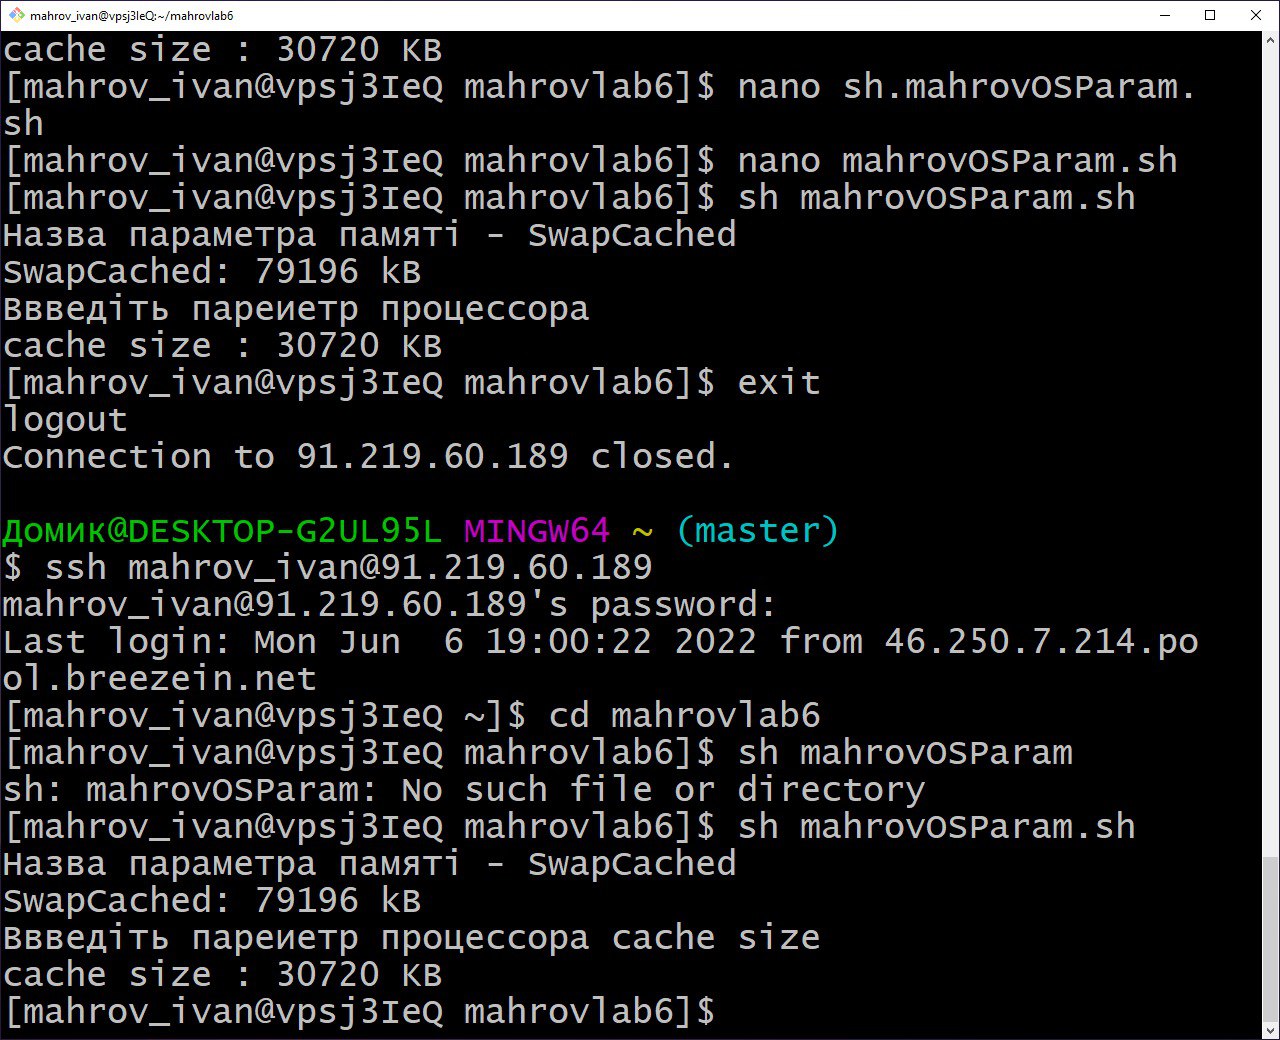 mahrov_ivan@vpsj3IeQ:~/mahrovlab6
cache size : 30720 KB
[mahrov_ivan@vpsj3IeQ mahrovlab6]$ nano sh.mahrovOSParam.
sh
[mahrov_ivan@vpsj3IeQ mahrovlab6]$ nano mahrovOSParam.sh
[mahrov_ivan@vpsj3IeQ mahrovlab6]$ sh mahrovOSParam.sh
Назва параметра памяті - SwapCached
SwapCached: 79196 kB
Ввведіть пареиетр процессора
cache size : 30720 KB
[mahrov_ivan@vpsj3IeQ mahrovlab6]$ exit
logout
Connection to 91.219.60.189 closed.
Домик@DESKTOP-G2UL95L MINGW64 ~ (master)
$ ssh mahrov_ivan@91.219.60.189
mahrov_ivan@91.219.60.189's password:
Last login: Mon Jun  6 19:00:22 2022 from 46.250.7.214.po
ol.breezein.net
[mahrov_ivan@vpsj3IeQ ~]$ cd mahrovlab6
[mahrov_ivan@vpsj3IeQ mahrovlab6]$ sh mahrovOSParam
sh: mahrovOSParam: No such file or directory
[mahrov_ivan@vpsj3IeQ mahrovlab6]$ sh mahrovOSParam.sh
Назва параметра памяті - SwapCached
SwapCached: 79196 kB
Ввведіть пареиетр процессора cache size
cache size : 30720 KB
[mahrov_ivan@vpsj3IeQ mahrovlab6]$